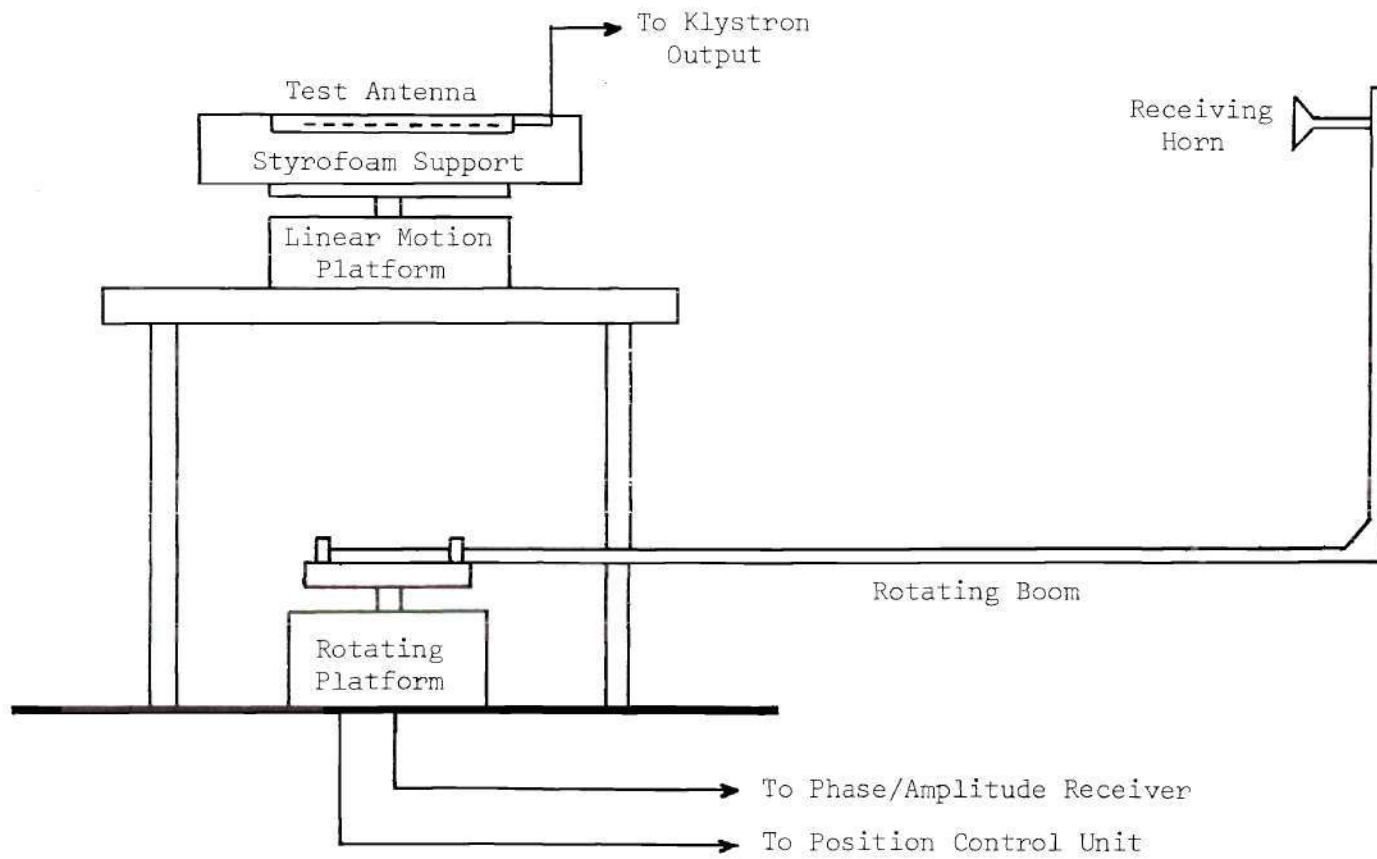 To Klystron
Output
Test Antenna
Receiving
Horn
Styrofoam Support
Linear Motion
Platform
Rotating Boom
Rotating
Platform
To Phase/Amplitude Receiver
To Position Control Unit